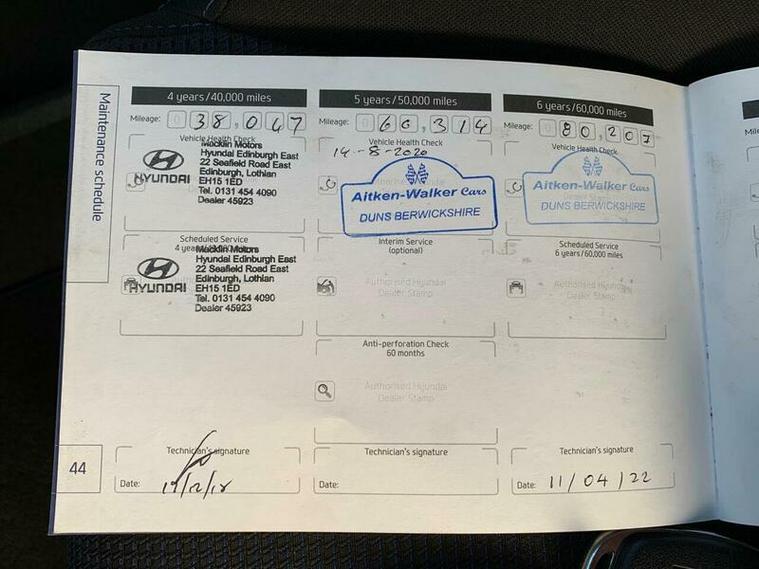 Maintenance schedule
4 years/40,000 miles
Mileage: 0 38,047
Vehicle Health Check
HYUNDAI
Macklin Motors
Hyundai Edinburgh East
22 Seafield Road East
Edinburgh, Lothian
EH15 1ED
Tel. 0131 454 4090
Dealer 45923
Scheduled Service
HYUNDAI
Macklin Motors
Hyundai Edinburgh East
22 Seafield Road East
Edinburgh, Lothian
EH15 1ED
Tel. 0131 454 4090
Dealer 45923
Technician's signature
Date:
5 years/50,000 miles
Mileage: 0 60,314
Vehicle Health Check
14-8-2020
Aitken-Walker Cars
DUNS BERWICKSHIRE
Interim Service
(optional)
Authorised Hyundai
Dealer Stamp
Anti-perforation Check
60 months
Authorised Hyundai
Dealer Stamp
Technician's signature
Date:
6 years/60,000 miles
Mileage: 0 80,207
Vehicle Health Check
Aitken-Walker Cars
DUNS BERWICKSHIRE
Scheduled Service
6 years/60,000 miles
Authorised Hyundai
Dealer Stamp
Technician's signature
Date: 11/04/22
44